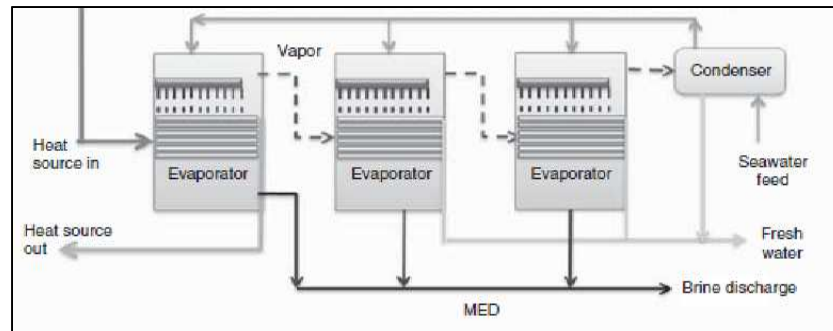 Vapor
Condenser
Heat
source in
Evaporator
Evaporator
Evaporator
Seawater
feed
Heat source
out
Fresh
water
Brine discharge
MED